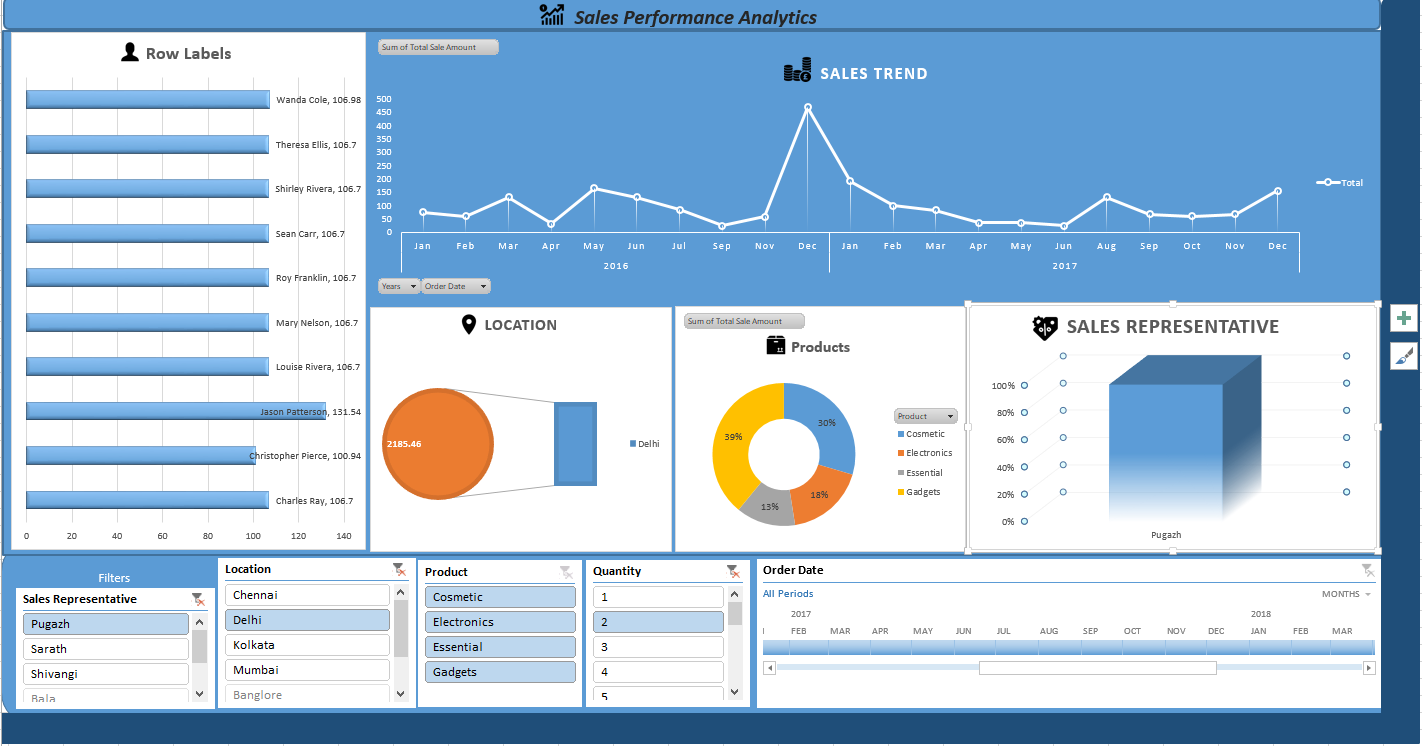 Sales Performance Analytics
Row Labels
Wanda Cole, 106.98
Theresa Ellis, 106.7
Shirley Rivera, 106.7
Sean Carr, 106.7
Roy Franklin, 106.7
Mary Nelson, 106.7
Louise Rivera, 106.7
Jason Patterson, 131.54
Christopher Pierce, 100.94
Charles Ray, 106.7
0 20 40 60 80 100 120 140
Sum of Total Sale Amount
SALES TREND
500
450
400
350
300
250
200
150
100
50
0
Total
Jan Feb Mar Apr May Jun Jul Sep Nov Dec Jan Feb Mar Apr May Jun Aug Sep Oct Nov Dec
2016 2017
Years Order Date
LOCATION
2185.46
Delhi
Sum of Total Sale Amount
Products
30%
18%
13%
39%
Product
Cosmetic
Electronics
Essential
Gadgets
SALES REPRESENTATIVE
100%
80%
60%
40%
20%
0%
Pugazh
Filters
Sales Representative
Pugazh
Sarath
Shivangi
Bala
Location
Chennai
Delhi
Kolkata
Mumbai
Banglore
Product
Cosmetic
Electronics
Essential
Gadgets
Quantity
1
2
3
4
5
Order Date
All Periods
MONTHS
2017 2018
FEB MAR APR MAY JUN JUL AUG SEP OCT NOV DEC JAN FEB MAR